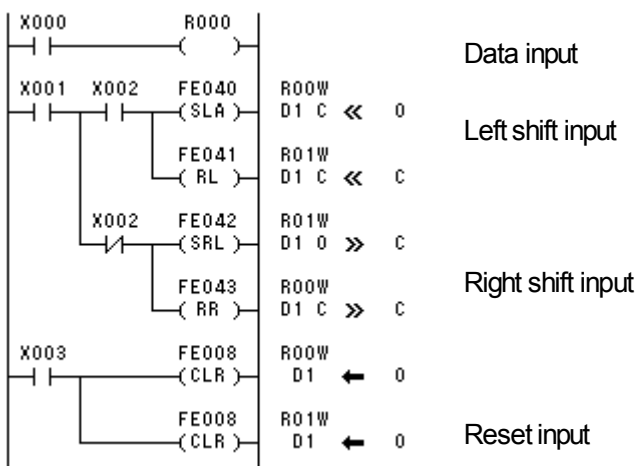 X000 R000
( )
Data input
X001 X002 FE040 R00W
(SLA) D1 C « 0
Left shift input
FE041 R01W
( RL ) D1 C « C
X002 FE042 R01W
(SRL) D1 0 » C
FE043 R00W
( RR ) D1 C » C
Right shift input
X003 FE008 R00W
(CLR) D1 ← 0
FE008 R01W
(CLR) D1 ← 0
Reset input